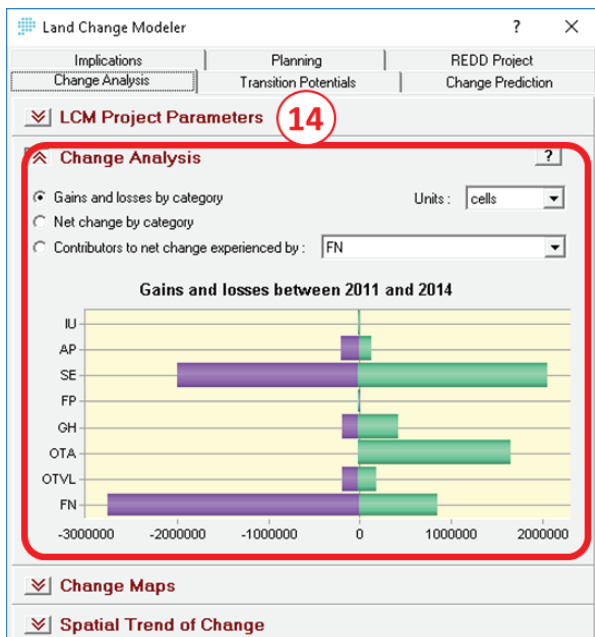 Land Change Modeler ? ×
Implications Planning REDD Project
Change Analysis Transition Potentials Change Prediction
LCM Project Parameters 14
Change Analysis ?
Gains and losses by category Units : cells
Net change by category
Contributors to net change experienced by : FN
Gains and losses between 2011 and 2014
IU
AP
SE
FP
GH
OTA
OTVL
FN
-3000000 -2000000 -1000000 0 1000000 2000000
Change Maps
Spatial Trend of Change